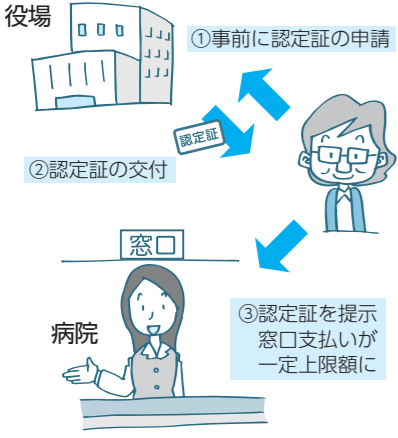 役場
①事前に認定証の申請
認定証
②認定証の交付
窓口
病院
③認定証を提示
窓口支払いが
一定上限額に